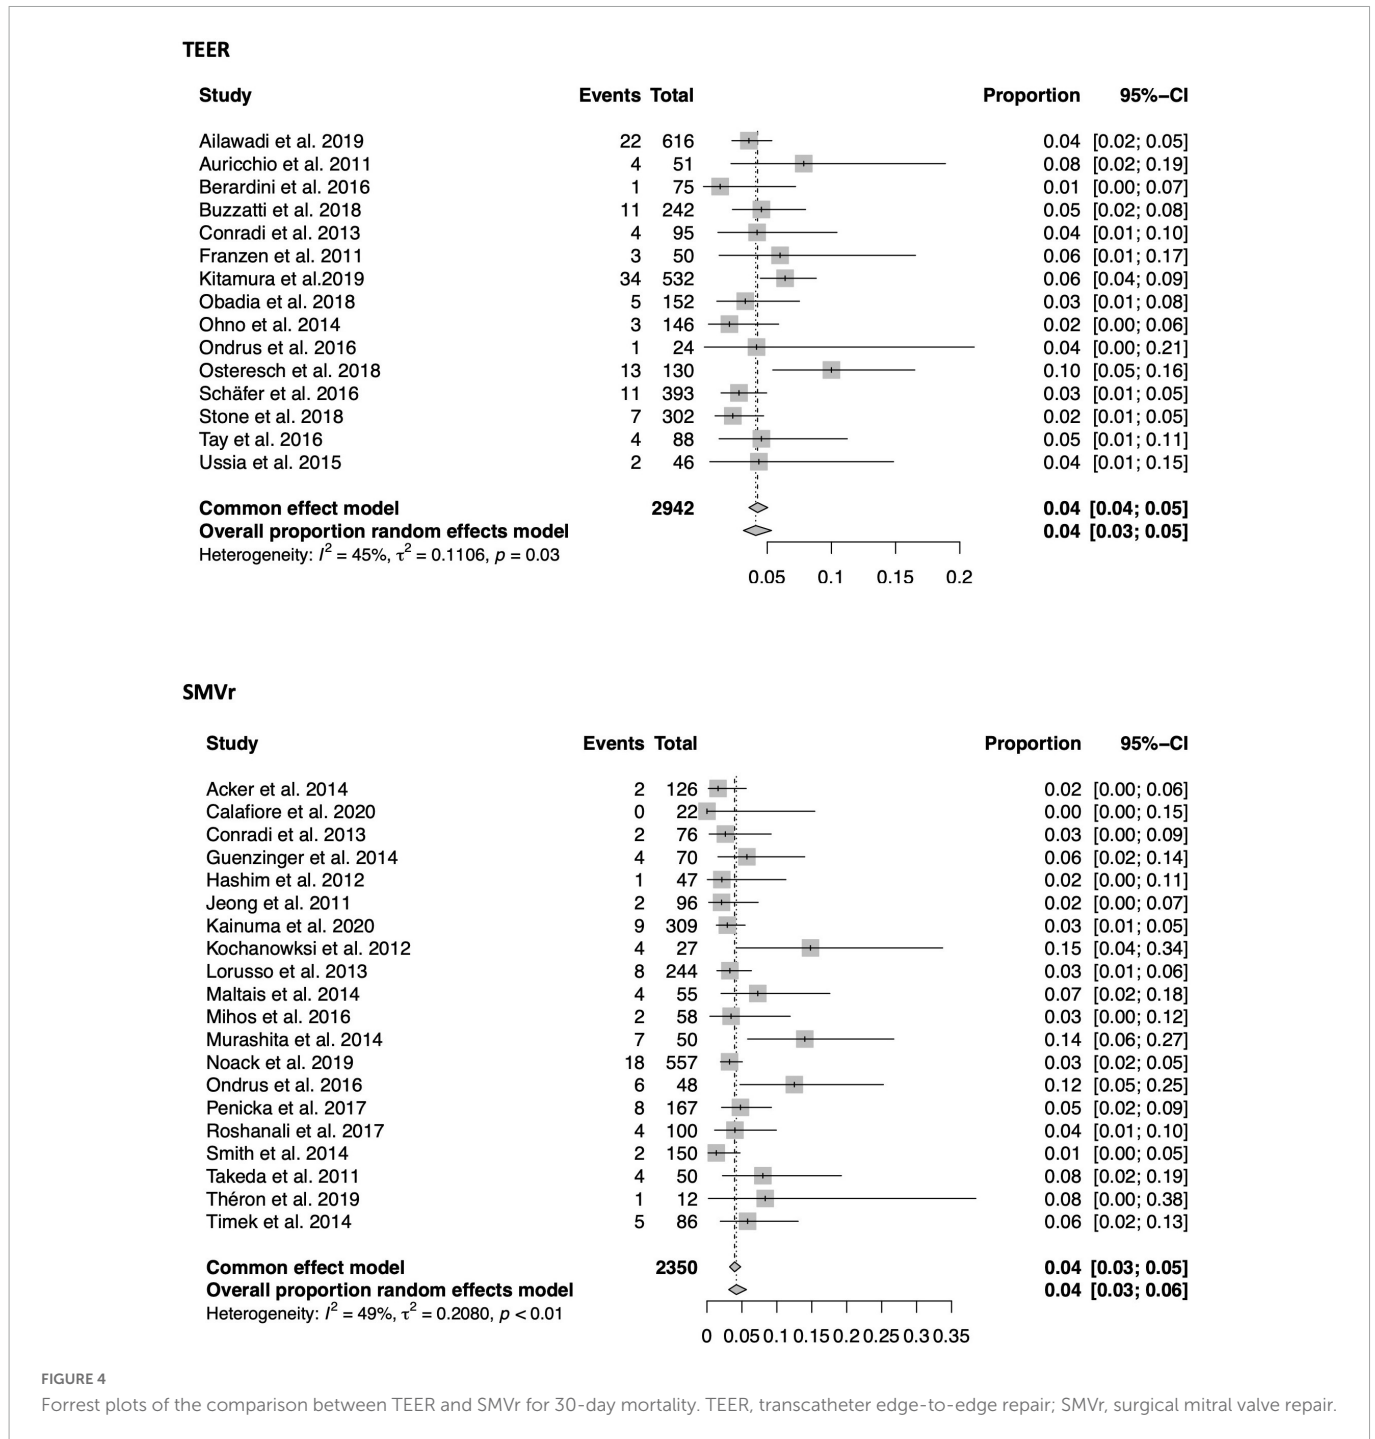 TEER
Study Events Total Proportion 95%–CI
Ailawadi et al. 2019 22 616 0.04 [0.02; 0.05]
Auricchio et al. 2011 4 51 0.08 [0.02; 0.19]
Berardini et al. 2016 1 75 0.01 [0.00; 0.07]
Buzzatti et al. 2018 11 242 0.05 [0.02; 0.08]
Conradi et al. 2013 4 95 0.04 [0.01; 0.10]
Franzen et al. 2011 3 50 0.06 [0.01; 0.17]
Kitamura et al.2019 34 532 0.06 [0.04; 0.09]
Obadia et al. 2018 5 152 0.03 [0.01; 0.08]
Ohno et al. 2014 3 146 0.02 [0.00; 0.06]
Ondrus et al. 2016 1 24 0.04 [0.00; 0.21]
Osteresch et al. 2018 13 130 0.10 [0.05; 0.16]
Schäfer et al. 2016 11 393 0.03 [0.01; 0.05]
Stone et al. 2018 7 302 0.02 [0.01; 0.05]
Tay et al. 2016 4 88 0.05 [0.01; 0.11]
Ussia et al. 2015 2 46 0.04 [0.01; 0.15]
Common effect model 2942 0.04 [0.04; 0.05]
Overall proportion random effects model 0.04 [0.03; 0.05]
Heterogeneity: I² = 45%, τ² = 0.1106, p = 0.03
0.05 0.1 0.15 0.2
SMVr
Study Events Total Proportion 95%–CI
Acker et al. 2014 2 126 0.02 [0.00; 0.06]
Calafiore et al. 2020 0 22 0.00 [0.00; 0.15]
Conradi et al. 2013 2 76 0.03 [0.00; 0.09]
Guenzinger et al. 2014 4 70 0.06 [0.02; 0.14]
Hashim et al. 2012 1 47 0.02 [0.00; 0.11]
Jeong et al. 2011 2 96 0.02 [0.00; 0.07]
Kainuma et al. 2020 9 309 0.03 [0.01; 0.05]
Kochanowksi et al. 2012 4 27 0.15 [0.04; 0.34]
Lorusso et al. 2013 8 244 0.03 [0.01; 0.06]
Maltais et al. 2014 4 55 0.07 [0.02; 0.18]
Mihos et al. 2016 2 58 0.03 [0.00; 0.12]
Murashita et al. 2014 7 50 0.14 [0.06; 0.27]
Noack et al. 2019 18 557 0.03 [0.02; 0.05]
Ondrus et al. 2016 6 48 0.12 [0.05; 0.25]
Penicka et al. 2017 8 167 0.05 [0.02; 0.09]
Roshanali et al. 2017 4 100 0.04 [0.01; 0.10]
Smith et al. 2014 2 150 0.01 [0.00; 0.05]
Takeda et al. 2011 4 50 0.08 [0.02; 0.19]
Théron et al. 2019 1 12 0.08 [0.00; 0.38]
Timek et al. 2014 5 86 0.06 [0.02; 0.13]
Common effect model 2350 0.04 [0.03; 0.05]
Overall proportion random effects model 0.04 [0.03; 0.06]
Heterogeneity: I² = 49%, τ² = 0.2080, p < 0.01
0 0.05 0.1 0.15 0.2 0.25 0.3 0.35
FIGURE 4
Forrest plots of the comparison between TEER and SMVr for 30-day mortality. TEER, transcatheter edge-to-edge repair; SMVr, surgical mitral valve repair.